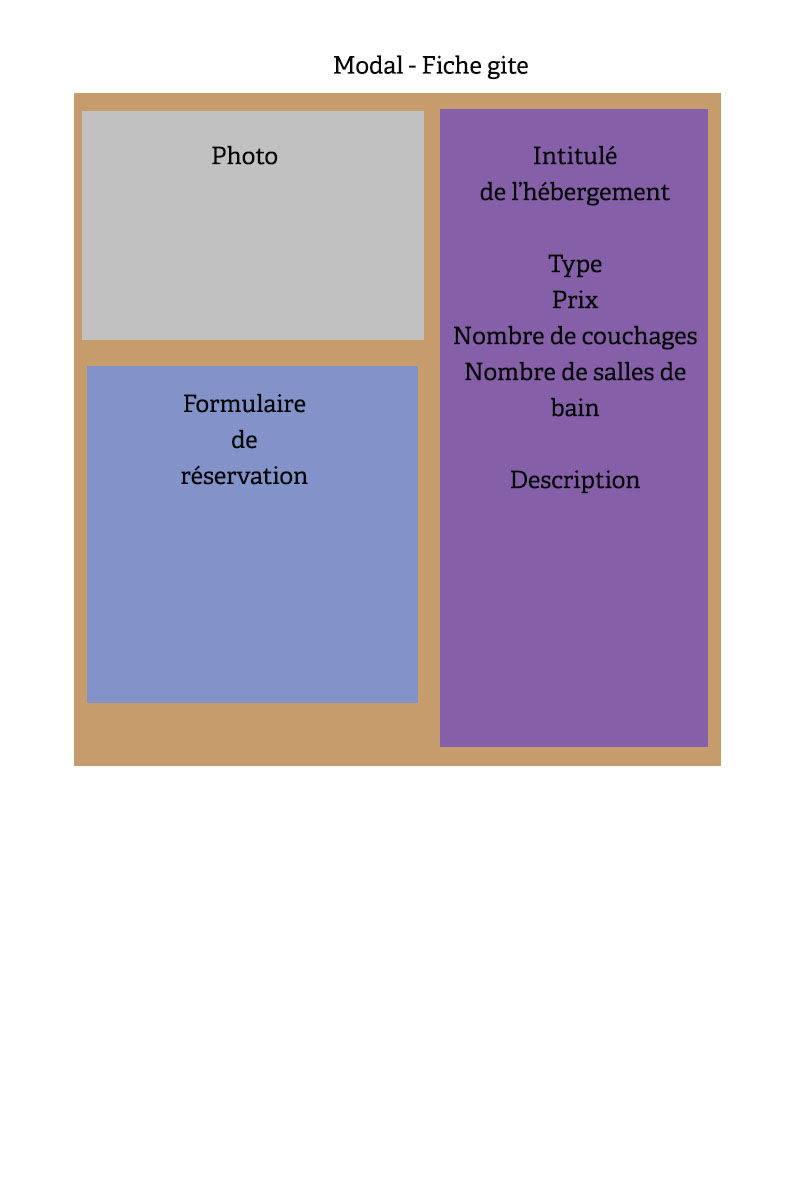 Modal - Fiche gite
Photo
Formulaire
de
réservation
Intitulé
de l’hébergement
Type
Prix
Nombre de couchages
Nombre de salles de
bain
Description